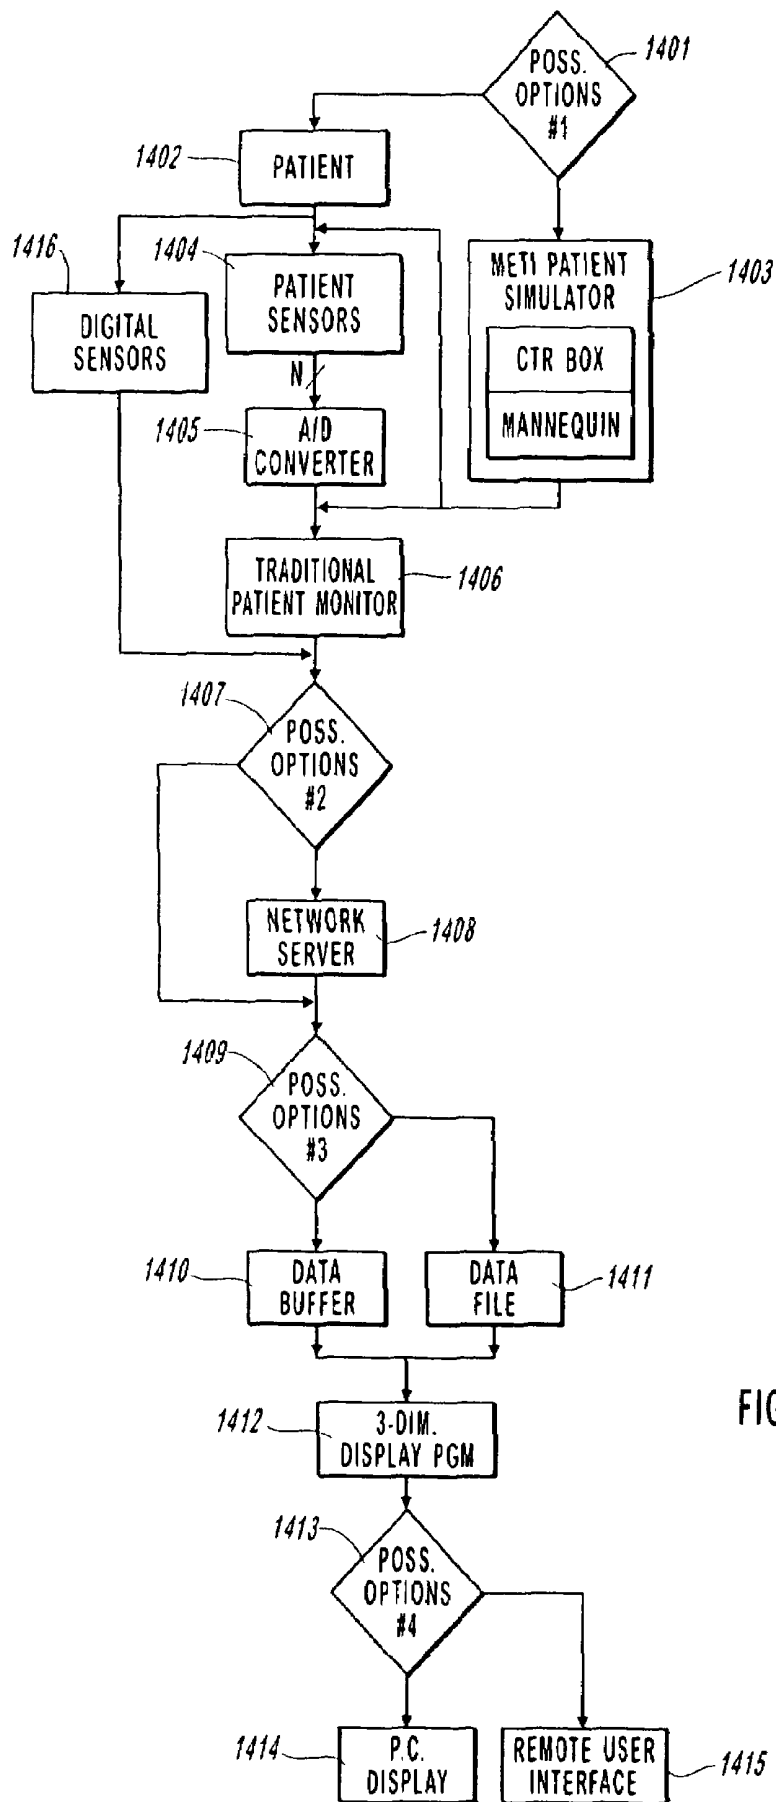 1401
POSS.
OPTIONS
#1
1402
PATIENT
1416
DIGITAL
SENSORS
1404
PATIENT
SENSORS
N
METI PATIENT
SIMULATOR
CTR BOX
MANNEQUIN
1403
1405
A/D
CONVERTER
TRADITIONAL
PATIENT MONITOR
1406
1407
POSS.
OPTIONS
#2
NETWORK
SERVER
1408
1409
POSS.
OPTIONS
#3
1410
DATA
BUFFER
DATA
FILE
1411
FIG
1412
3-DIM.
DISPLAY PGM
1413
POSS.
OPTIONS
#4
1414
P.C.
DISPLAY
REMOTE USER
INTERFACE
1415